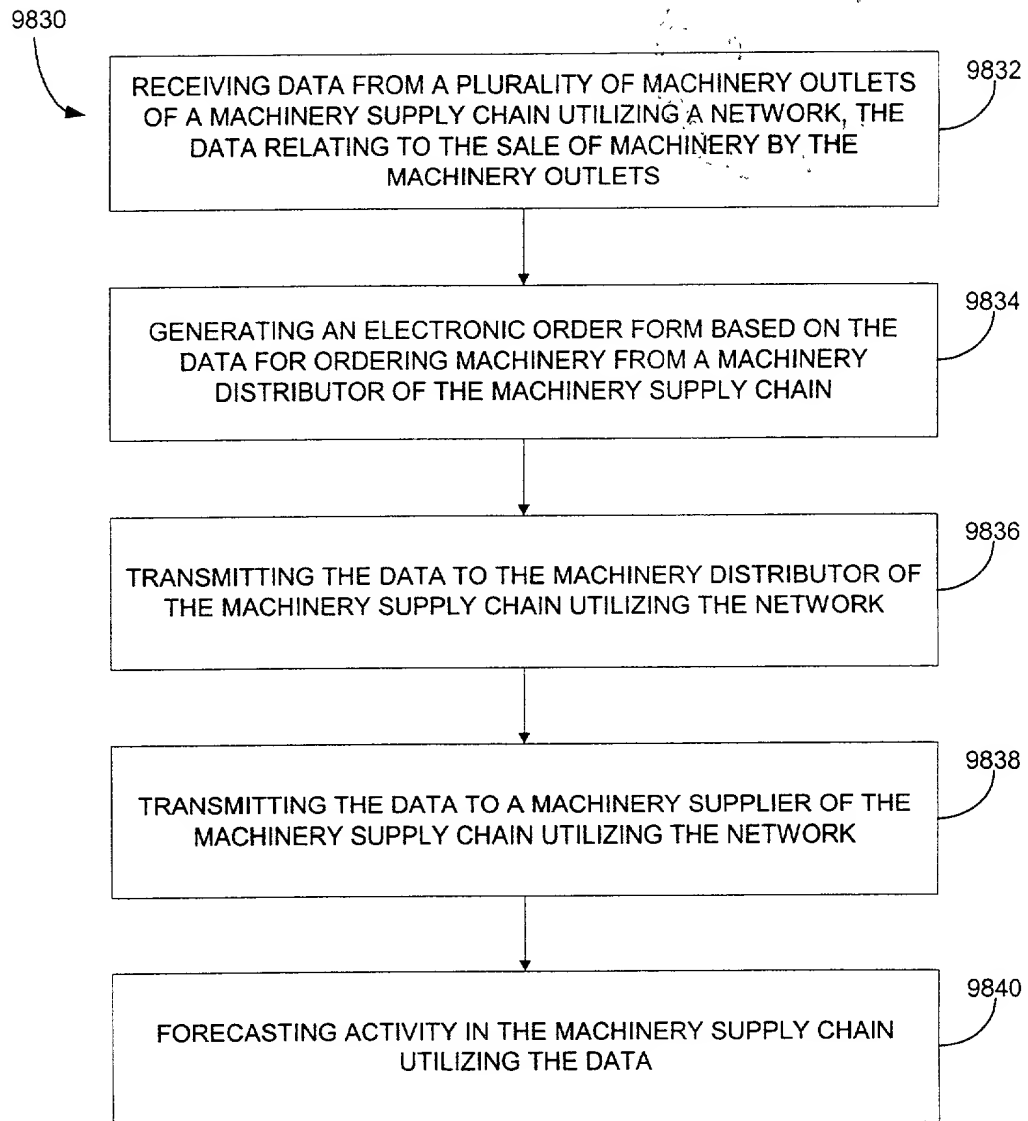 9830
9832
RECEIVING DATA FROM A PLURALITY OF MACHINERY OUTLETS
OF A MACHINERY SUPPLY CHAIN UTILIZING A NETWORK, THE
DATA RELATING TO THE SALE OF MACHINERY BY THE
MACHINERY OUTLETS
9834
GENERATING AN ELECTRONIC ORDER FORM BASED ON THE
DATA FOR ORDERING MACHINERY FROM A MACHINERY
DISTRIBUTOR OF THE MACHINERY SUPPLY CHAIN
9836
TRANSMITTING THE DATA TO THE MACHINERY DISTRIBUTOR OF
THE MACHINERY SUPPLY CHAIN UTILIZING THE NETWORK
9838
TRANSMITTING THE DATA TO A MACHINERY SUPPLIER OF THE
MACHINERY SUPPLY CHAIN UTILIZING THE NETWORK
9840
FORECASTING ACTIVITY IN THE MACHINERY SUPPLY CHAIN
UTILIZING THE DATA